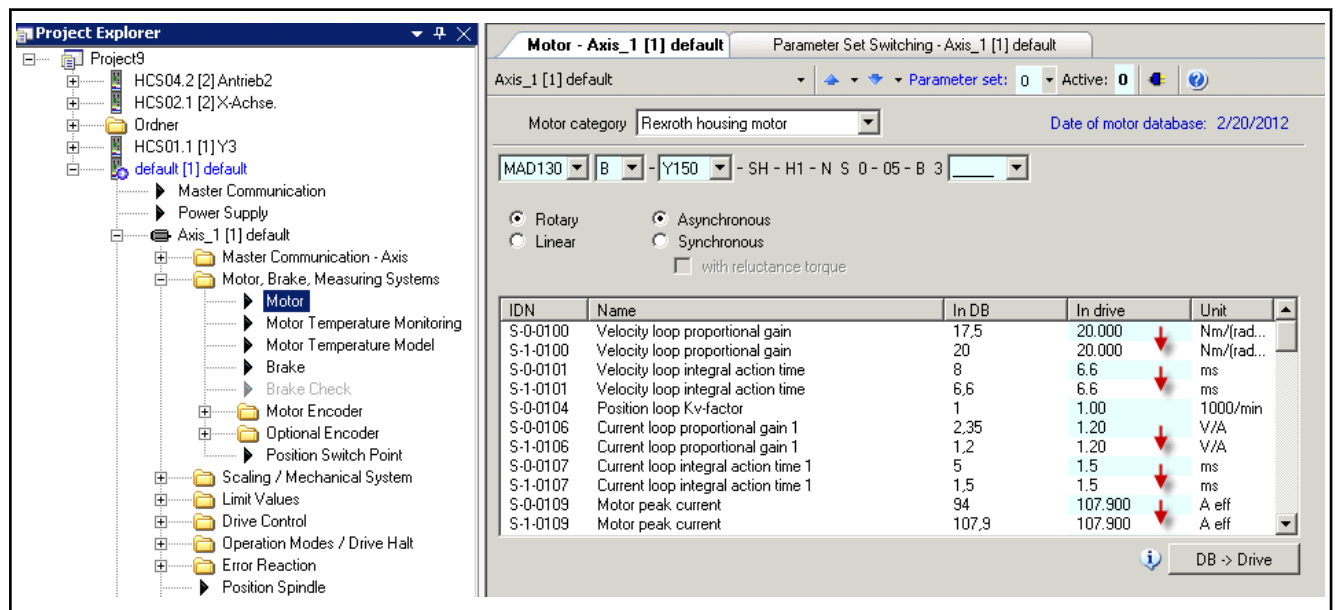 Project Explorer
Project9
HCS04.2 [2] Antrieb2
HCS02.1 [2] X-Achse.
Ordner
HCS01.1 [1] Y3
default [1] default
Master Communication
Power Supply
Axis_1 [1] default
Master Communication - Axis
Motor, Brake, Measuring Systems
Motor
Motor Temperature Monitoring
Motor Temperature Model
Brake
Brake Check
Motor Encoder
Optional Encoder
Position Switch Point
Scaling / Mechanical System
Limit Values
Drive Control
Operation Modes / Drive Halt
Error Reaction
Position Spindle
Motor - Axis_1 [1] default Parameter Set Switching - Axis_1 [1] default
Axis_1 [1] default Parameter set: 0 Active: 0
Motor category Rexroth housing motor Date of motor database: 2/20/2012
MAD130 B - Y150 - SH - H1 - N S 0 - 05 - B 3
Rotary Asynchronous
Linear Synchronous
with reluctance torque
IDN Name In DB In drive Unit
S-0-0100 Velocity loop proportional gain 17,5 20.000 Nm/(rad...
S-1-0100 Velocity loop proportional gain 20 20.000 Nm/(rad...
S-0-0101 Velocity loop integral action time 8 6.6 ms
S-1-0101 Velocity loop integral action time 6,6 6.6 ms
S-0-0104 Position loop Kv-factor 1 1.00 1000/min
S-0-0106 Current loop proportional gain 1 2,35 1.20 V/A
S-1-0106 Current loop proportional gain 1 1,2 1.20 V/A
S-0-0107 Current loop integral action time 1 5 1.5 ms
S-1-0107 Current loop integral action time 1 1,5 1.5 ms
S-0-0109 Motor peak current 94 107.900 A eff
S-1-0109 Motor peak current 107,9 107.900 A eff
DB -> Drive